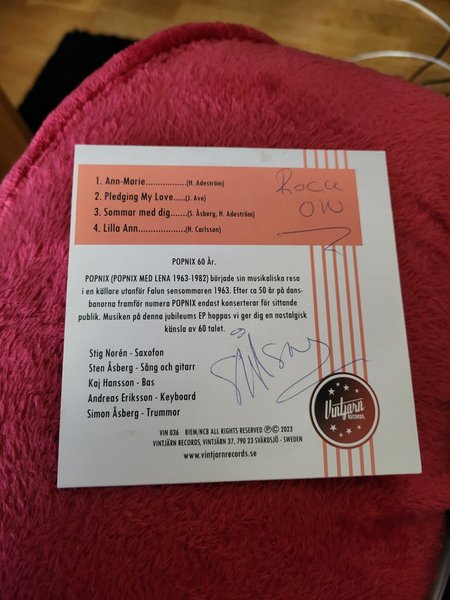 1. Ann-Marie.................(H. Adeström)
2. Pledging My Love.....(J. Ave)
3. Sommar med dig.......(S. Åsberg, H. Adeström)
4. Lilla Ann..................(H. Carlsson)
Rock
ON
POPNIX 60 År.
POPNIX (POPNIX MED LENA 1963-1982) började sin musikaliska resa
i en källare utanför Falun sensommaren 1963. Efter ca 50 år på dans-
banorna framför numera POPNIX endast konserterar för sittande
publik. Musiken på denna jubileums EP hoppas vi ger dig en nostalgisk
känsla av 60 talet.
Stig Norén - Saxofon
Sten Åsberg - Sång och gitarr
Kaj Hansson - Bas
Andreas Eriksson - Keyboard
Simon Åsberg - Trummor
Vintjärn
RECORDS
VIN 036 BIEM/NCB ALL RIGHTS RESERVED ℗© 2023
VINTJÄRN RECORDS, VINTJÄRN 37, 790 23 SVÄRDSJÖ - SWEDEN
www.vintjarnrecords.se